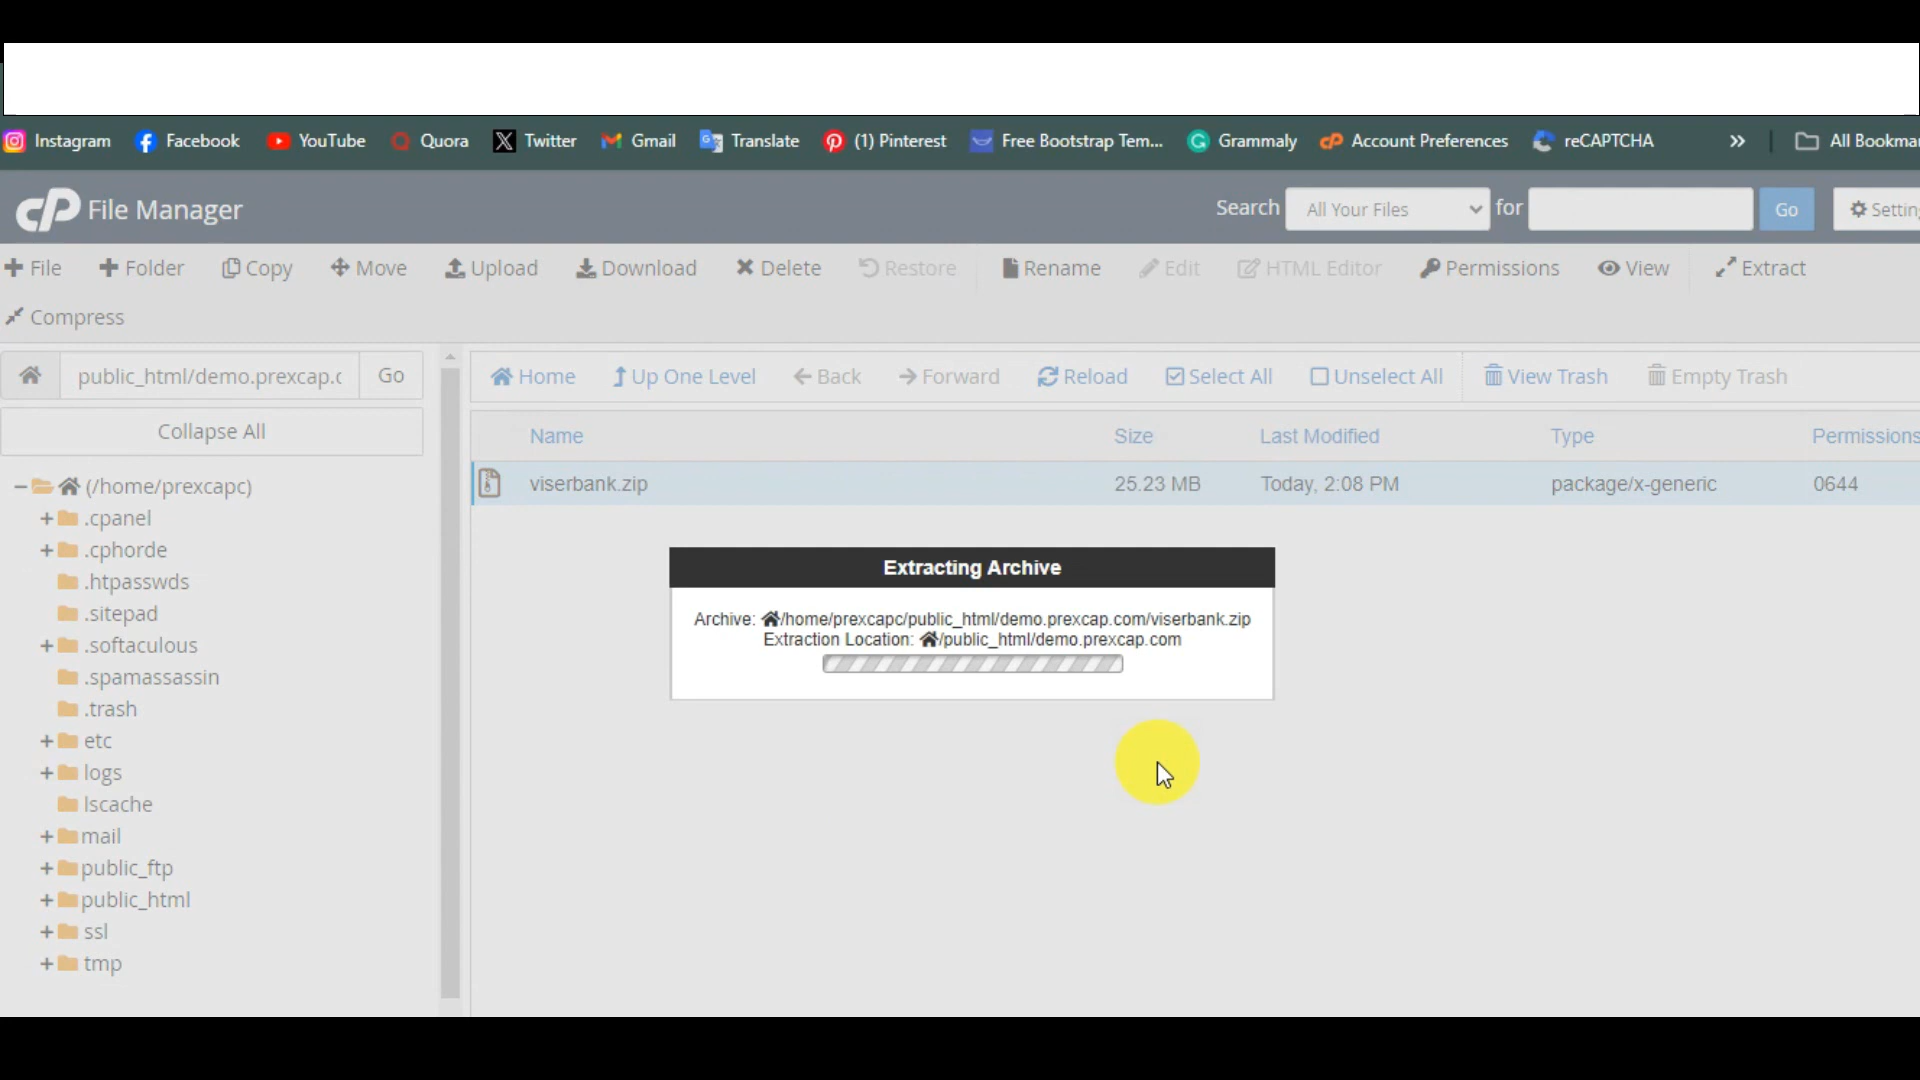 Instagram Facebook YouTube Quora Twitter Gmail Translate (1) Pinterest Free Bootstrap Tem... Grammaly Account Preferences reCAPTCHA » All Bookmar
cP File Manager Search All Your Files for Go Setting
File Folder Copy Move Upload Download Delete Restore Rename Edit HTML Editor Permissions View Extract
Compress
public_html/demo.prexcap.c Go Home Up One Level Back Forward Reload Select All Unselect All View Trash Empty Trash
Collapse All
Name Size Last Modified Type Permissions
viserbank.zip 25.23 MB Today, 2:08 PM package/x-generic 0644
(/home/prexcapc)
.cpanel
.cphorde
.htpasswds
.sitepad
.softaculous
.spamassassin
.trash
etc
logs
lscache
mail
public_ftp
public_html
ssl
tmp
Extracting Archive
Archive: /home/prexcapc/public_html/demo.prexcap.com/viserbank.zip
Extraction Location: /public_html/demo.prexcap.com